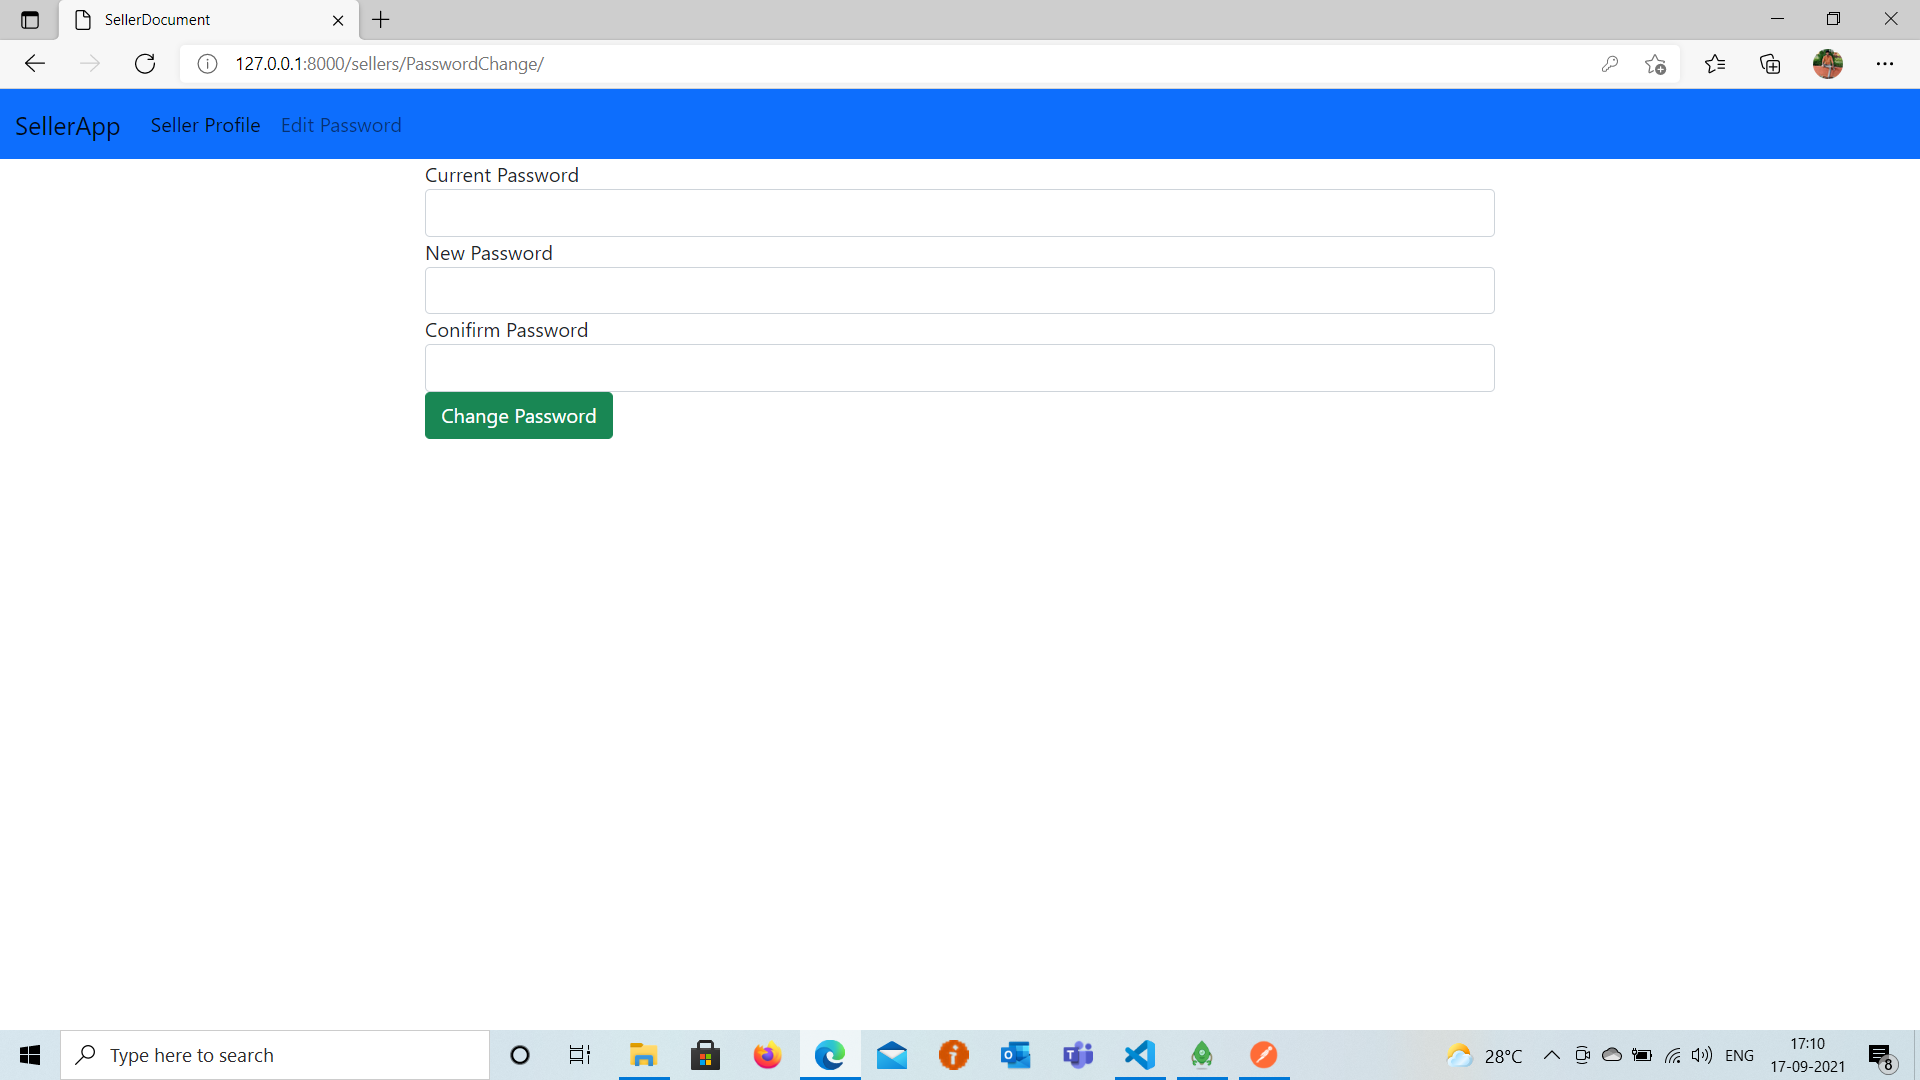 SellerDocument
127.0.0.1:8000/sellers/PasswordChange/
SellerApp Seller Profile Edit Password
Current Password
New Password
Conifirm Password
Change Password
Type here to search
28°C
ENG
17:10
17-09-2021
8